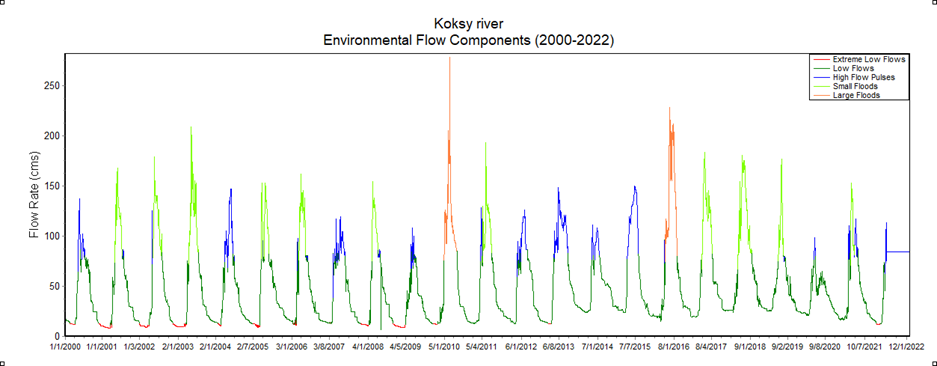 Koksy river
Environmental Flow Components (2000-2022)
Extreme Low Flows
Low Flows
High Flow Pulses
Small Floods
Large Floods
Flow Rate (cms)
250
200
150
100
50
0
1/1/2000 1/1/2001 1/1/2002 2/1/2003 2/1/2004 2/7/2005 3/1/2006 3/8/2007 4/1/2008 4/5/2009 5/1/2010 5/4/2011 6/1/2012 6/8/2013 7/1/2014 7/7/2015 8/1/2016 8/4/2017 9/1/2018 9/2/2019 9/8/2020 10/7/2021 12/1/2022